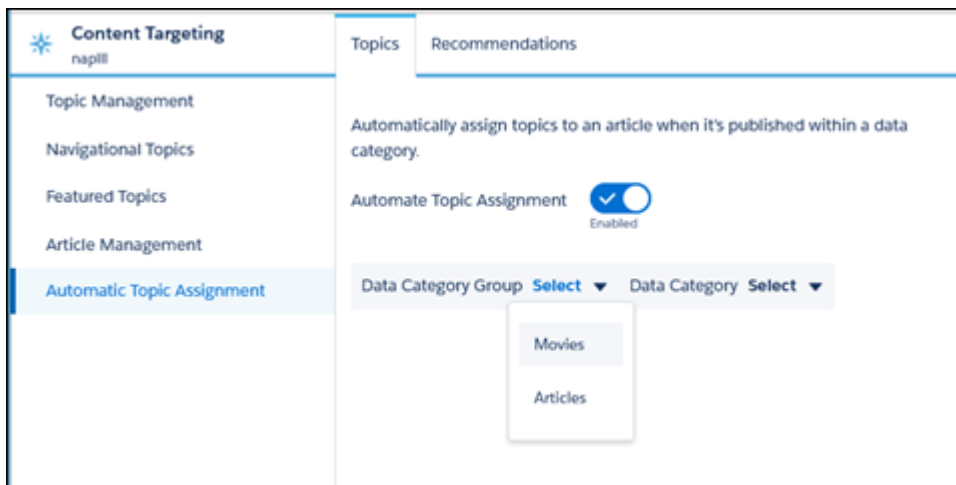 Content Targeting
napIII
Topic Management
Navigational Topics
Featured Topics
Article Management
Automatic Topic Assignment
Topics Recommendations
Automatically assign topics to an article when it's published within a data
category.
Automate Topic Assignment
Enabled
Data Category Group Select Data Category Select
Movies
Articles